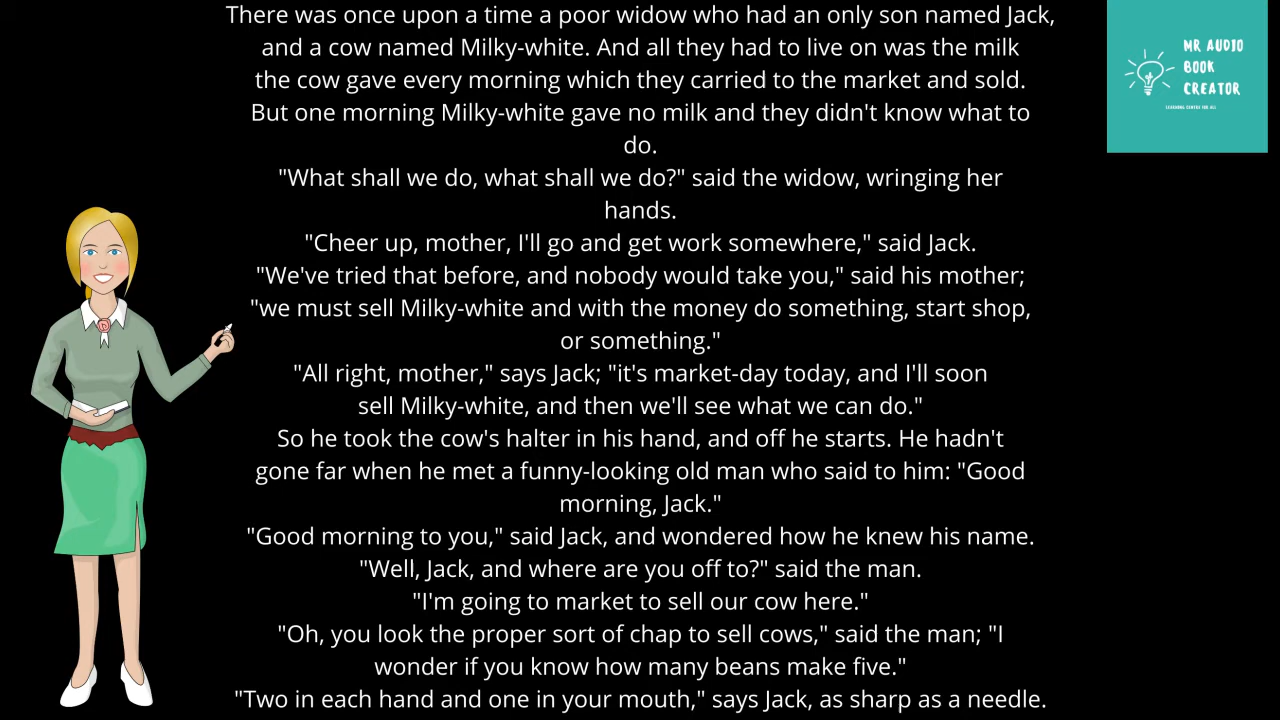 There was once upon a time a poor widow who had an only son named Jack,
and a cow named Milky-white. And all they had to live on was the milk
the cow gave every morning which they carried to the market and sold.
But one morning Milky-white gave no milk and they didn't know what to
do.
"What shall we do, what shall we do?" said the widow, wringing her
hands.
"Cheer up, mother, I'll go and get work somewhere," said Jack.
"We've tried that before, and nobody would take you," said his mother;
"we must sell Milky-white and with the money do something, start shop,
or something."
"All right, mother," says Jack; "it's market-day today, and I'll soon
sell Milky-white, and then we'll see what we can do."
So he took the cow's halter in his hand, and off he starts. He hadn't
gone far when he met a funny-looking old man who said to him: "Good
morning, Jack."
"Good morning to you," said Jack, and wondered how he knew his name.
"Well, Jack, and where are you off to?" said the man.
"I'm going to market to sell our cow here."
"Oh, you look the proper sort of chap to sell cows," said the man; "I
wonder if you know how many beans make five."
"Two in each hand and one in your mouth," says Jack, as sharp as a needle.
MR AUDIO
BOOK
CREATOR
LEARNING CENTRE FOR ALL